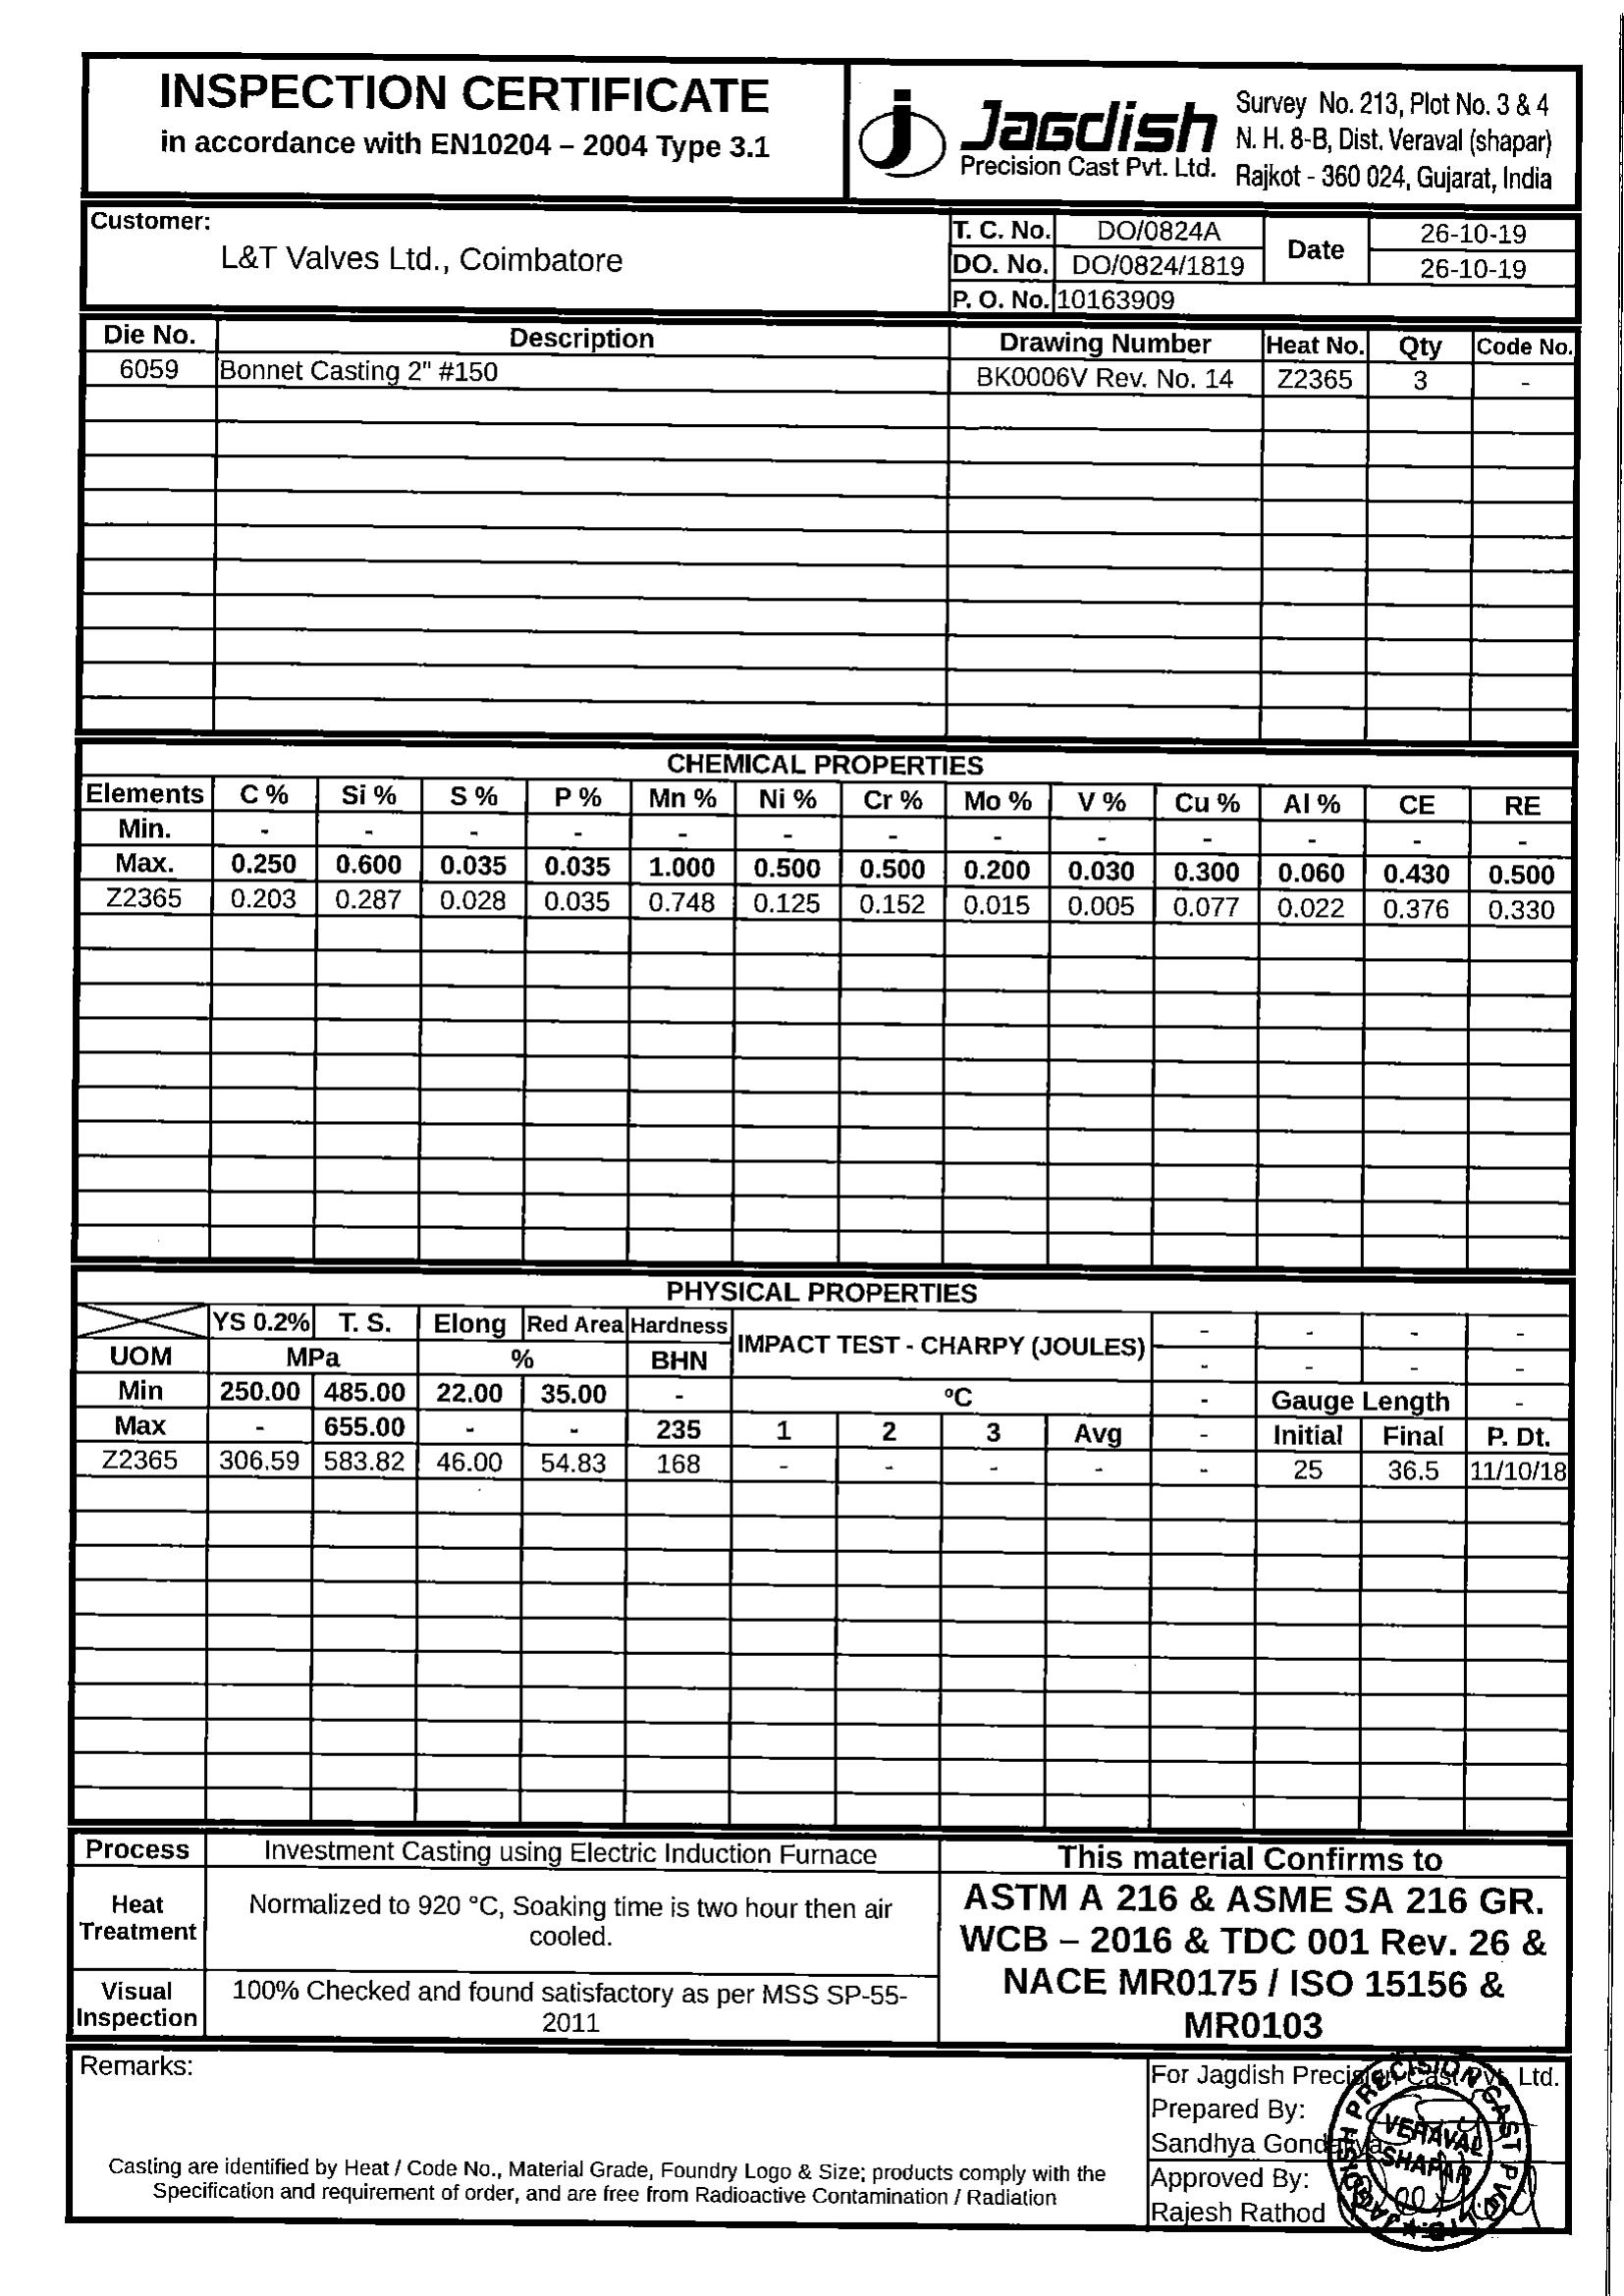 INSPECTION CERTIFICATE
in accordance with EN10204 – 2004 Type 3.1
Jagdish
Precision Cast Pvt. Ltd.
Survey No. 213, Plot No. 3 & 4
N. H. 8-B, Dist. Veraval (shapar)
Rajkot - 360 024, Gujarat, India
Customer:
L&T Valves Ltd., Coimbatore
T. C. No. DO/0824A Date 26-10-19
DO. No. DO/0824/1819 26-10-19
P. O. No. 10163909
Die No. Description Drawing Number Heat No. Qty Code No.
6059 Bonnet Casting 2" #150 BK0006V Rev. No. 14 Z2365 3 -
CHEMICAL PROPERTIES
Elements C % Si % S % P % Mn % Ni % Cr % Mo % V % Cu % Al % CE RE
Min. - - - - - - - - - - - - -
Max. 0.250 0.600 0.035 0.035 1.000 0.500 0.500 0.200 0.030 0.300 0.060 0.430 0.500
Z2365 0.203 0.287 0.028 0.035 0.748 0.125 0.152 0.015 0.005 0.077 0.022 0.376 0.330
PHYSICAL PROPERTIES
YS 0.2% T. S. Elong Red Area Hardness IMPACT TEST - CHARPY (JOULES) - - - -
UOM MPa % BHN - - - -
Min 250.00 485.00 22.00 35.00 - ºC - Gauge Length -
Max - 655.00 - - 235 1 2 3 Avg - Initial Final P. Dt.
Z2365 306.59 583.82 46.00 54.83 168 - - - - - 25 36.5 11/10/18
Process Investment Casting using Electric Induction Furnace
Heat Treatment Normalized to 920 °C, Soaking time is two hour then air
cooled.
Visual Inspection 100% Checked and found satisfactory as per MSS SP-55-
2011
This material Confirms to
ASTM A 216 & ASME SA 216 GR.
WCB – 2016 & TDC 001 Rev. 26 &
NACE MR0175 / ISO 15156 &
MR0103
Remarks:
Casting are identified by Heat / Code No., Material Grade, Foundry Logo & Size; products comply with the
Specification and requirement of order, and are free from Radioactive Contamination / Radiation
For Jagdish Precision Cast Pvt. Ltd.
Prepared By:
Sandhya
Approved By:
Rajesh Rathod
JAGDISH PRECISION CAST PVT. LTD.
VERAVAL
SHAPAR